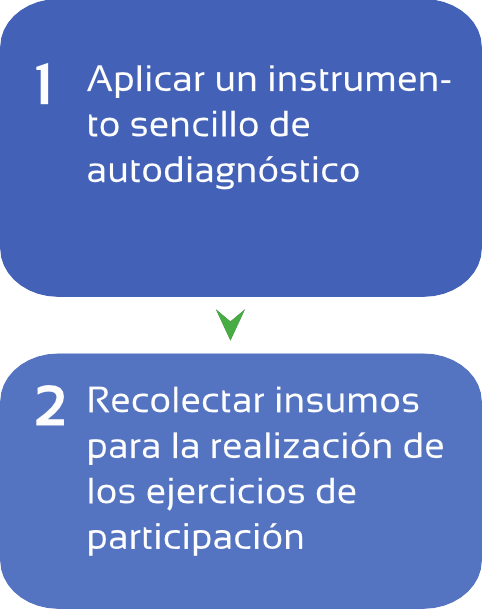 1 Aplicar un instrumen-
to sencillo de
autodiagnóstico
2 Recolectar insumos
para la realización de
los ejercicios de
participación